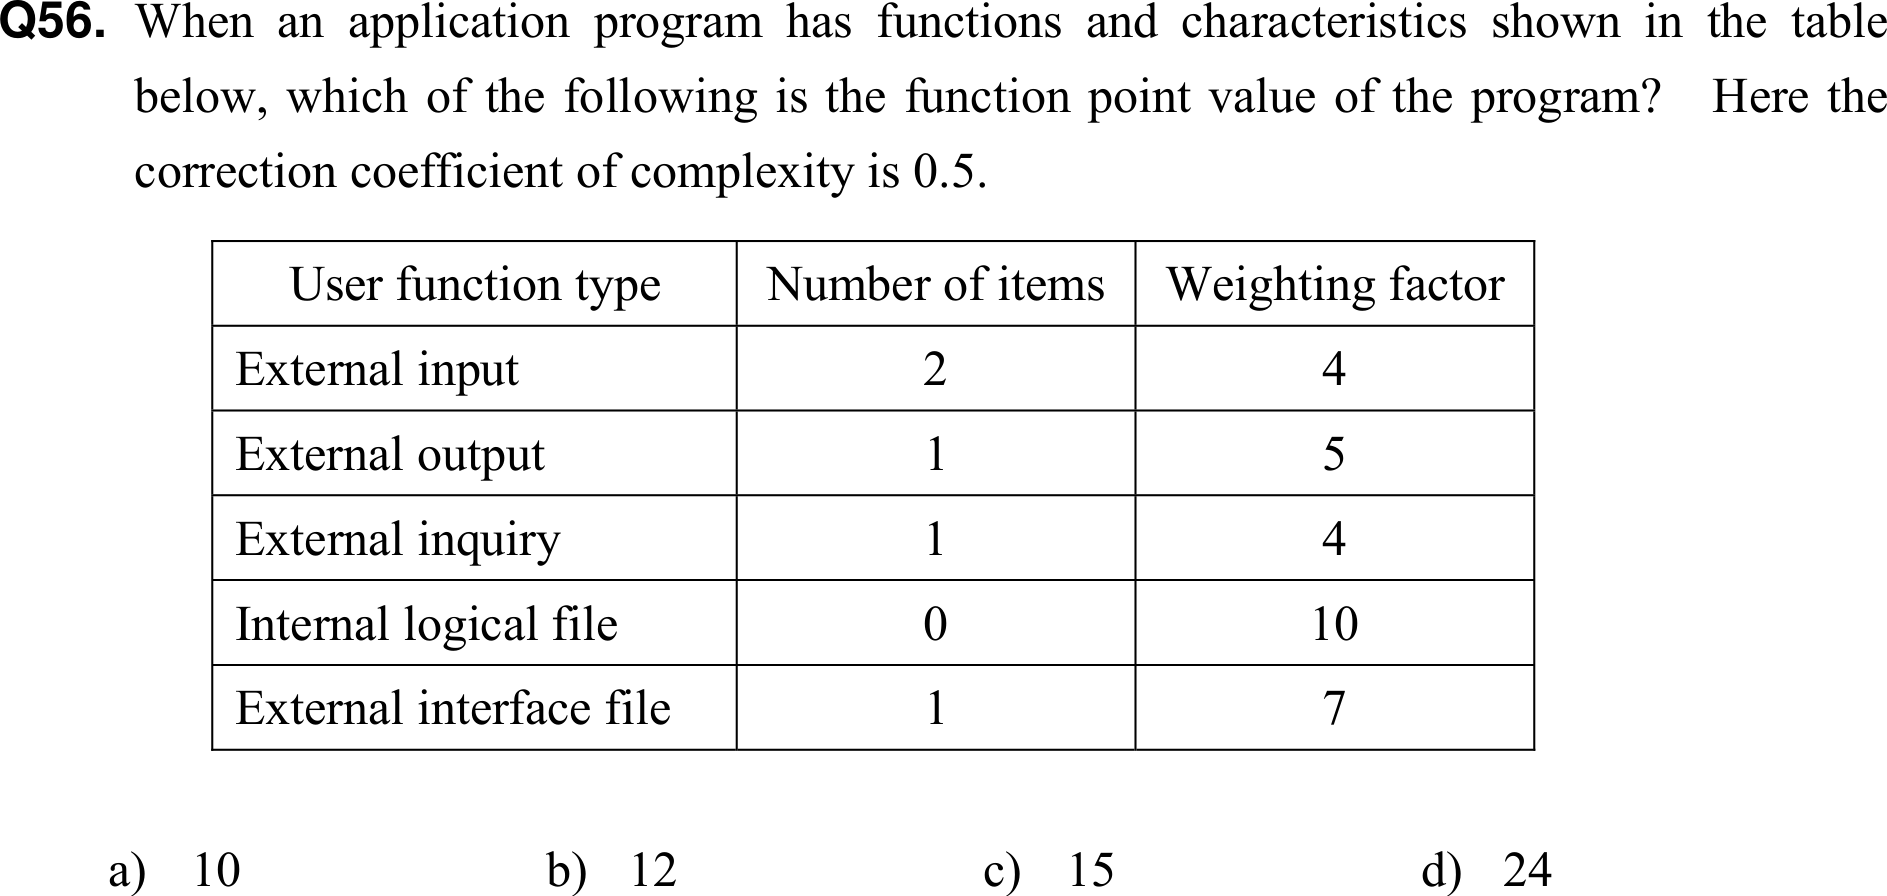 Q56. When an application program has functions and characteristics shown in the table
below, which of the following is the function point value of the program? Here the
correction coefficient of complexity is 0.5.
User function type Number of items Weighting factor
External input 2 4
External output 1 5
External inquiry 1 4
Internal logical file 0 10
External interface file 1 7
a) 10 b) 12 c) 15 d) 24